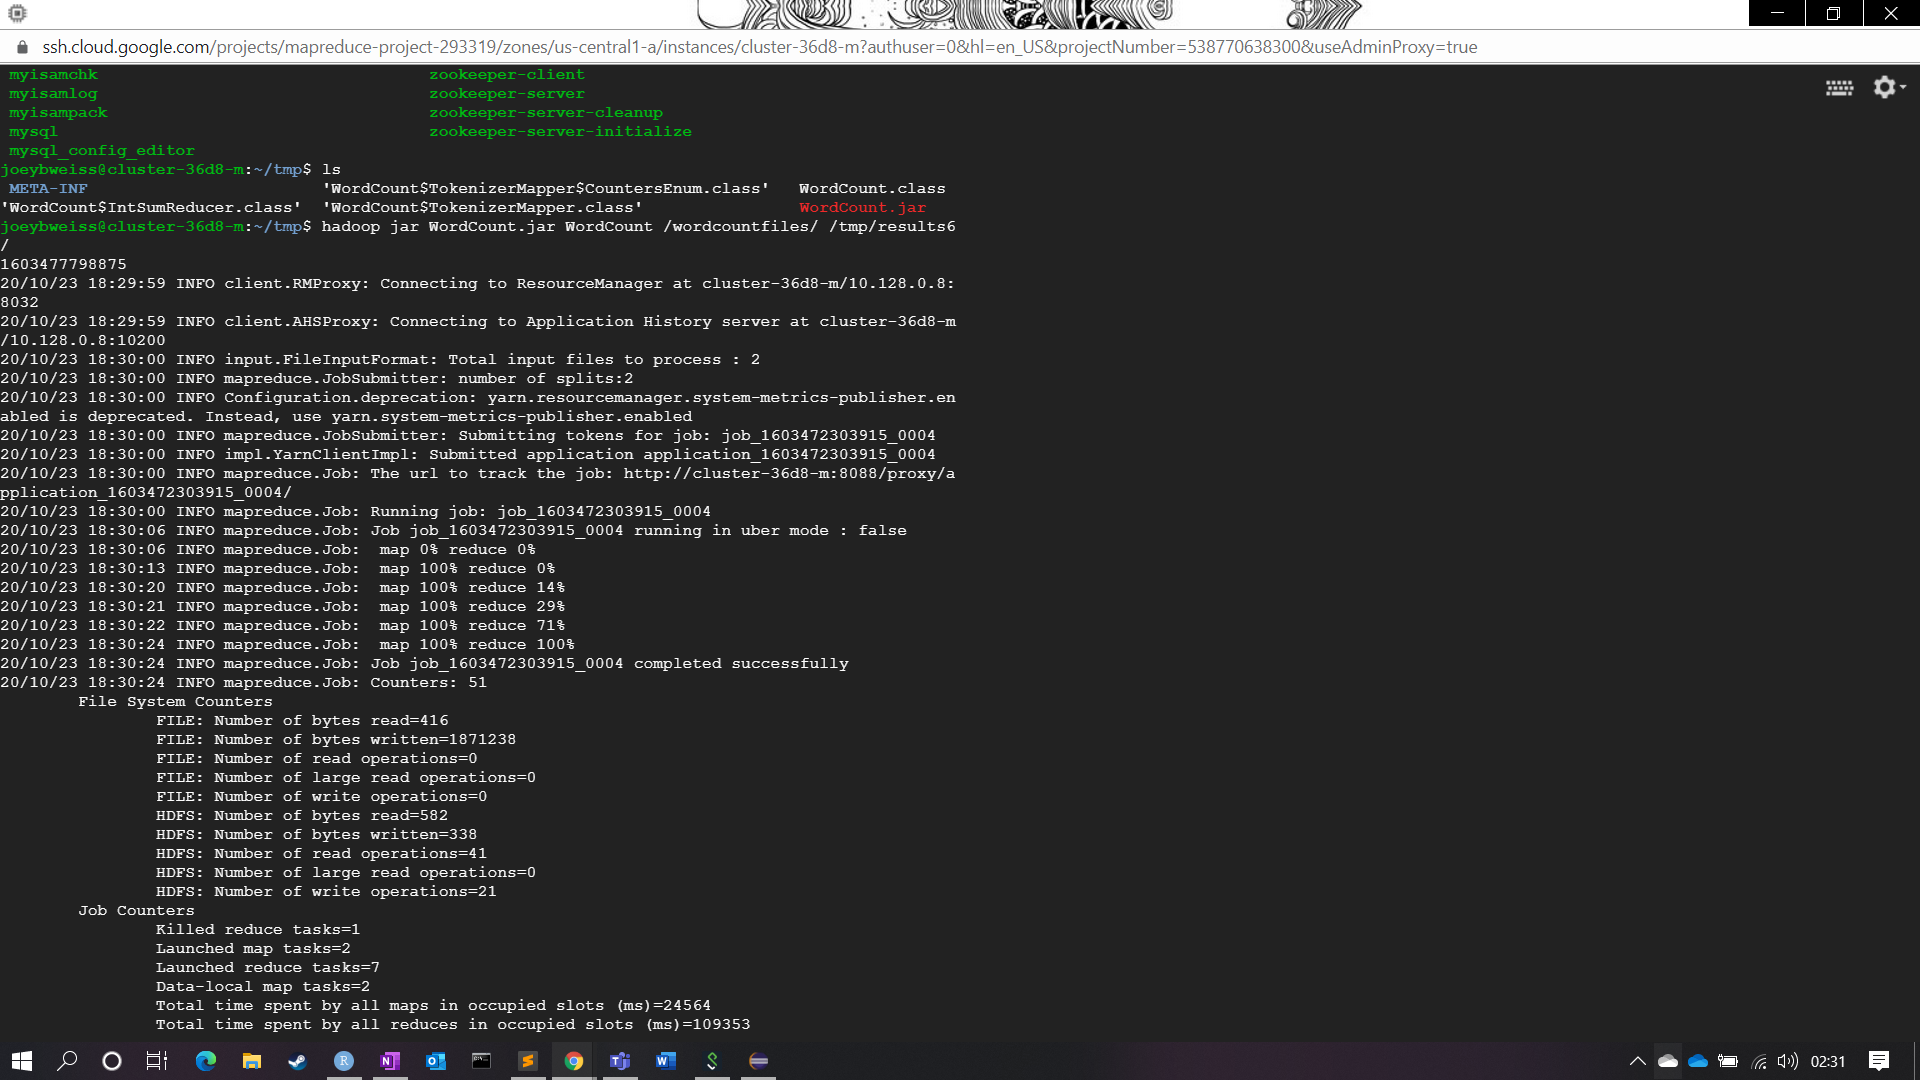 ssh.cloud.google.com/projects/mapreduce-project-293319/zones/us-central1-a/instances/cluster-36d8-m?authuser=0&hl=en_US&projectNumber=538770638300&useAdminProxy=true
myisamchk zookeeper-client
myisamlog zookeeper-server
myisampack zookeeper-server-cleanup
mysql zookeeper-server-initialize
mysql_config_editor
joeybweiss@cluster-36d8-m:~/tmp$ ls
META-INF 'WordCount$TokenizerMapper$CountersEnum.class' WordCount.class
'WordCount$IntSumReducer.class' 'WordCount$TokenizerMapper.class' WordCount.jar
joeybweiss@cluster-36d8-m:~/tmp$ hadoop jar WordCount.jar WordCount /wordcountfiles/ /tmp/results6
/
1603477798875
20/10/23 18:29:59 INFO client.RMProxy: Connecting to ResourceManager at cluster-36d8-m/10.128.0.8:
8032
20/10/23 18:29:59 INFO client.AHSProxy: Connecting to Application History server at cluster-36d8-m
/10.128.0.8:10200
20/10/23 18:30:00 INFO input.FileInputFormat: Total input files to process : 2
20/10/23 18:30:00 INFO mapreduce.JobSubmitter: number of splits:2
20/10/23 18:30:00 INFO Configuration.deprecation: yarn.resourcemanager.system-metrics-publisher.en
abled is deprecated. Instead, use yarn.system-metrics-publisher.enabled
20/10/23 18:30:00 INFO mapreduce.JobSubmitter: Submitting tokens for job: job_1603472303915_0004
20/10/23 18:30:00 INFO impl.YarnClientImpl: Submitted application application_1603472303915_0004
20/10/23 18:30:00 INFO mapreduce.Job: The url to track the job: http://cluster-36d8-m:8088/proxy/a
pplication_1603472303915_0004/
20/10/23 18:30:00 INFO mapreduce.Job: Running job: job_1603472303915_0004
20/10/23 18:30:06 INFO mapreduce.Job: Job job_1603472303915_0004 running in uber mode : false
20/10/23 18:30:06 INFO mapreduce.Job:  map 0% reduce 0%
20/10/23 18:30:13 INFO mapreduce.Job:  map 100% reduce 0%
20/10/23 18:30:20 INFO mapreduce.Job:  map 100% reduce 14%
20/10/23 18:30:21 INFO mapreduce.Job:  map 100% reduce 29%
20/10/23 18:30:22 INFO mapreduce.Job:  map 100% reduce 71%
20/10/23 18:30:24 INFO mapreduce.Job:  map 100% reduce 100%
20/10/23 18:30:24 INFO mapreduce.Job: Job job_1603472303915_0004 completed successfully
20/10/23 18:30:24 INFO mapreduce.Job: Counters: 51
File System Counters
FILE: Number of bytes read=416
FILE: Number of bytes written=1871238
FILE: Number of read operations=0
FILE: Number of large read operations=0
FILE: Number of write operations=0
HDFS: Number of bytes read=582
HDFS: Number of bytes written=338
HDFS: Number of read operations=41
HDFS: Number of large read operations=0
HDFS: Number of write operations=21
Job Counters
Killed reduce tasks=1
Launched map tasks=2
Launched reduce tasks=7
Data-local map tasks=2
Total time spent by all maps in occupied slots (ms)=24564
Total time spent by all reduces in occupied slots (ms)=109353
02:31